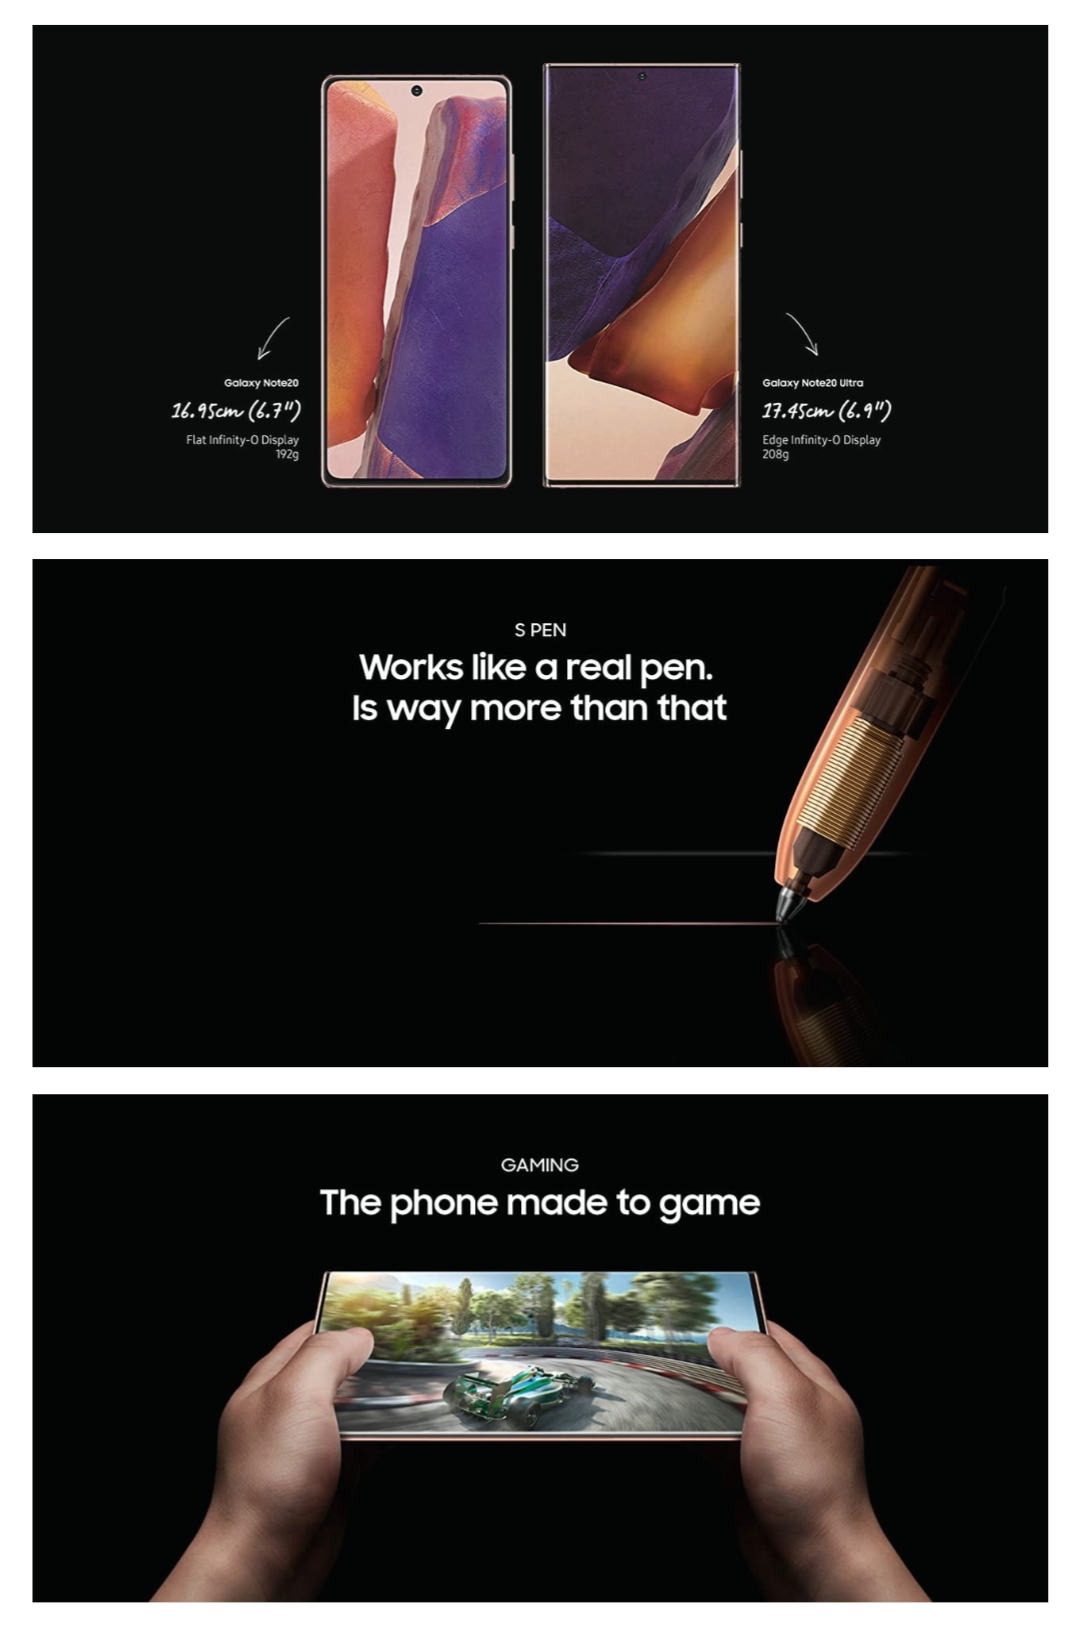 Galaxy Note20
16.95cm (6.7")
Flat Infinity-O Display
192g
Galaxy Note20 Ultra
17.45cm (6.9")
Edge Infinity-O Display
208g
S PEN
Works like a real pen.
Is way more than that
GAMING
The phone made to game